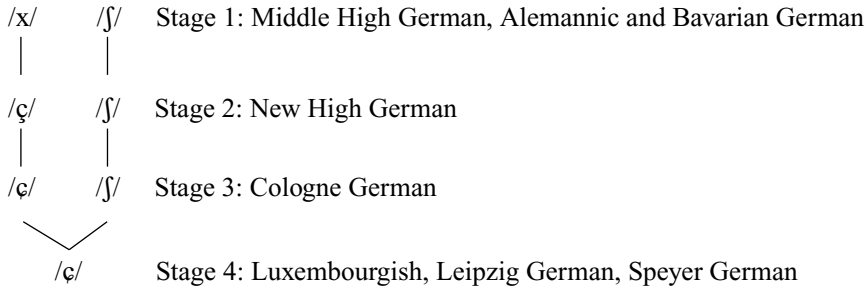 /x/ /ʃ/ Stage 1: Middle High German, Alemannic and Bavarian German
/ç/ /ʃ/ Stage 2: New High German
/ɕ/ /ʃ/ Stage 3: Cologne German
/ɕ/ Stage 4: Luxembourgish, Leipzig German, Speyer German